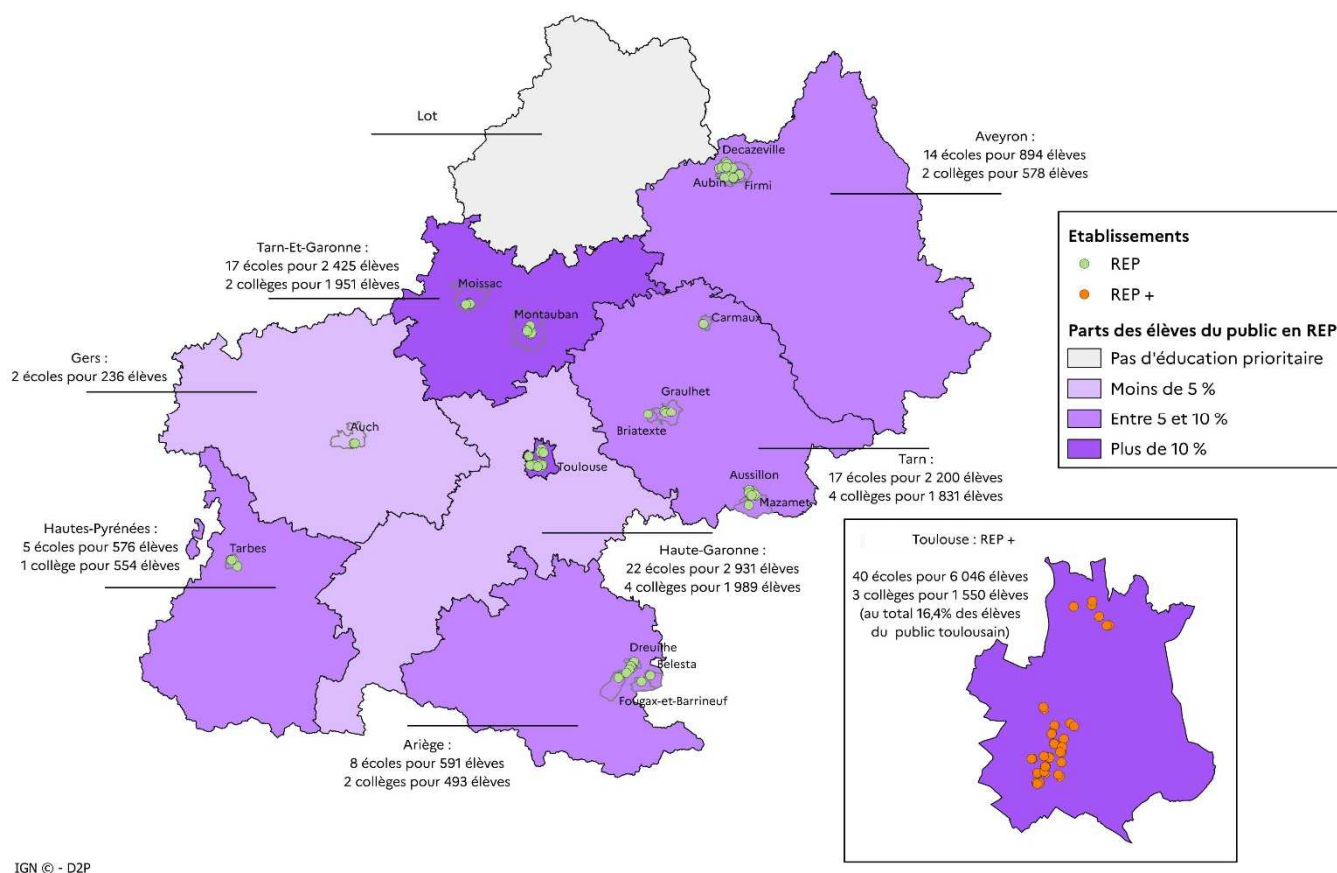 Lot
Aveyron :
14 écoles pour 894 élèves
2 collèges pour 578 élèves
Decazeville
Aubin
Firmi
Tarn-Et-Garonne :
17 écoles pour 2 425 élèves
2 collèges pour 1 951 élèves
Moissac
Montauban
Carmaux
Gers :
2 écoles pour 236 élèves
Auch
Graulhet
Briatexte
Toulouse
Tarn :
17 écoles pour 2 200 élèves
4 collèges pour 1 831 élèves
Aussillon
Mazamet
Hautes-Pyrénées :
5 écoles pour 576 élèves
1 collège pour 554 élèves
Tarbes
Haute-Garonne :
22 écoles pour 2 931 élèves
4 collèges pour 1 989 élèves
Dreuilhe
Belesta
Fougax-et-Barrineuf
Ariège :
8 écoles pour 591 élèves
2 collèges pour 493 élèves
Etablissements
REP
REP +
Parts des élèves du public en REP
Pas d'éducation prioritaire
Moins de 5 %
Entre 5 et 10 %
Plus de 10 %
Toulouse : REP +
40 écoles pour 6 046 élèves
3 collèges pour 1 550 élèves
(au total 16,4% des élèves
du public toulousain)
IGN © - D2P